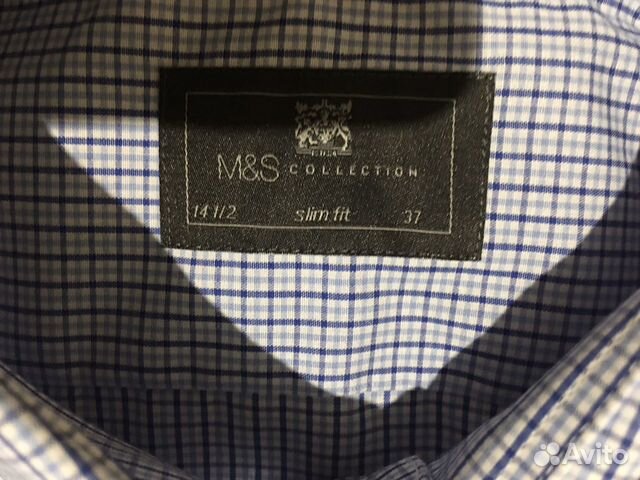 M&S COLLECTION
14 1/2 slim fit 37
Avito